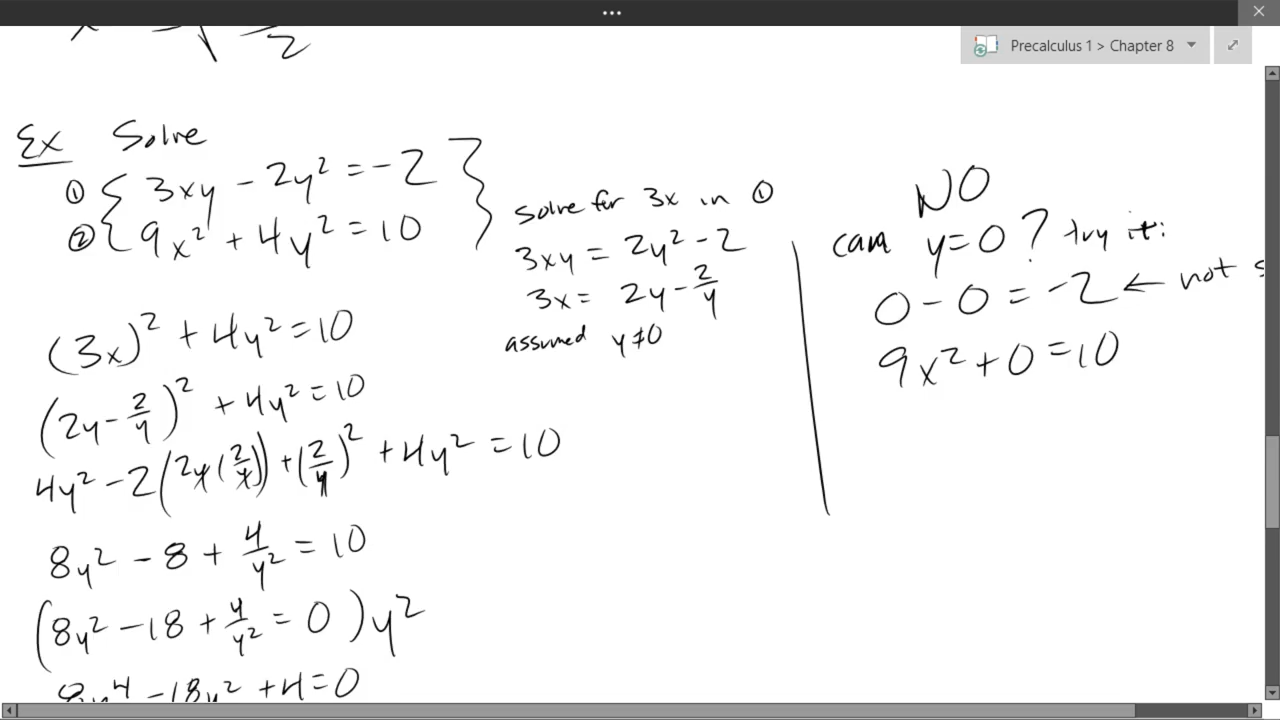 Precalculus 1 > Chapter 8
Ex Solve
① { 3xy - 2y² = -2 }
② { 9x² + 4y² = 10 }
(3x)² + 4y² = 10
(2y - 2/y)² + 4y² = 10
4y² - 2(2y(2/y)) + (2/y)² + 4y² = 10
8y² - 8 + 4/y² = 10
(8y² - 18 + 4/y² = 0) y²
8y⁴ - 18y² + 4 = 0
Solve for 3x in ①
3xy = 2y² - 2
3x = 2y - 2/y
assumed y ≠ 0
NO
can y = 0? try it:
0 - 0 = -2 ← not
9x² + 0 = 10